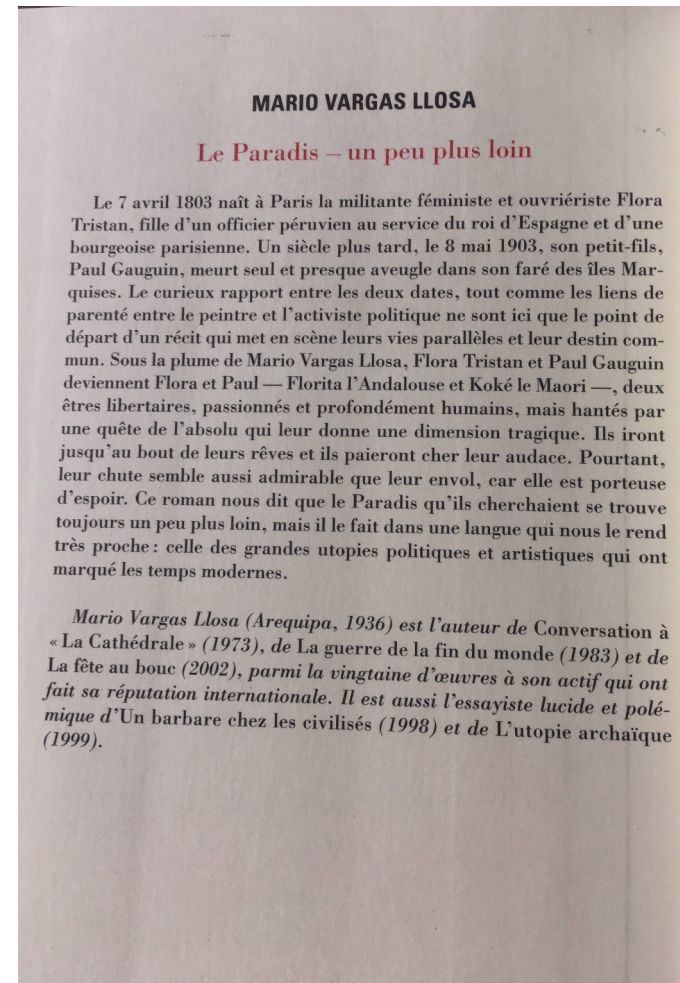 MARIO VARGAS LLOSA
Le Paradis – un peu plus loin
Le 7 avril 1803 naît à Paris la militante féministe et ouvriériste Flora
Tristan, fille d'un officier péruvien au service du roi d'Espagne et d'une
bourgeoise parisienne. Un siècle plus tard, le 8 mai 1903, son petit-fils,
Paul Gauguin, meurt seul et presque aveugle dans son faré des îles Mar-
quises. Le curieux rapport entre les deux dates, tout comme les liens de
parenté entre le peintre et l'activiste politique ne sont ici que le point de
départ d'un récit qui met en scène leurs vies parallèles et leur destin com-
mun. Sous la plume de Mario Vargas Llosa, Flora Tristan et Paul Gauguin
deviennent Flora et Paul — Florita l'Andalouse et Koké le Maori —, deux
êtres libertaires, passionnés et profondément humains, mais hantés par
une quête de l'absolu qui leur donne une dimension tragique. Ils iront
jusqu'au bout de leurs rêves et ils paieront cher leur audace. Pourtant,
leur chute semble aussi admirable que leur envol, car elle est porteuse
d'espoir. Ce roman nous dit que le Paradis qu'ils cherchaient se trouve
toujours un peu plus loin, mais il le fait dans une langue qui nous le rend
très proche : celle des grandes utopies politiques et artistiques qui ont
marqué les temps modernes.
Mario Vargas Llosa (Arequipa, 1936) est l'auteur de Conversation à
« La Cathédrale » (1973), de La guerre de la fin du monde (1983) et de
La fête au bouc (2002), parmi la vingtaine d'œuvres à son actif qui ont
fait sa réputation internationale. Il est aussi l'essayiste lucide et polé-
mique d'Un barbare chez les civilisés (1998) et de L'utopie archaïque
(1999).